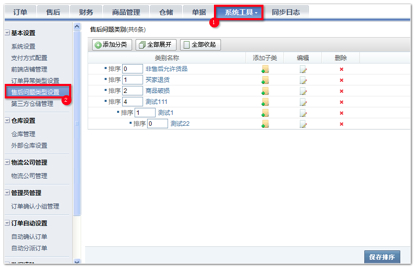 订单 售后 财务 商品管理 仓储 单据 系统工具 同步日志
1
基本设置
系统设置
支付方式配置
前端店铺管理
订单异常类型设置
售后问题类型设置
2
第三方仓储管理
仓库设置
仓库管理
外部仓库设置
物流公司管理
物流公司管理
管理员管理
订单确认小组管理
订单自动设置
自动确认订单
自动分派订单
售后问题类别(共6条)
添加分类 全部展开 全部收起
类别名称 添加子类 编辑 删除
排序 0 非售后允许货品
排序 1 买家退货
排序 2 商品破损
排序 4 测试111
排序 1 测试1
排序 0 测试22
保存排序